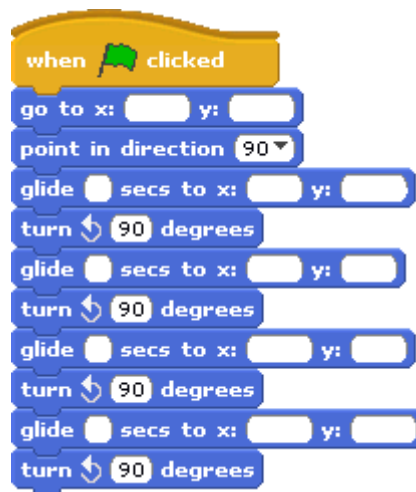 when clicked
go to x: y:
point in direction 90
glide secs to x: y:
turn 90 degrees
glide secs to x: y:
turn 90 degrees
glide secs to x: y:
turn 90 degrees
glide secs to x: y:
turn 90 degrees